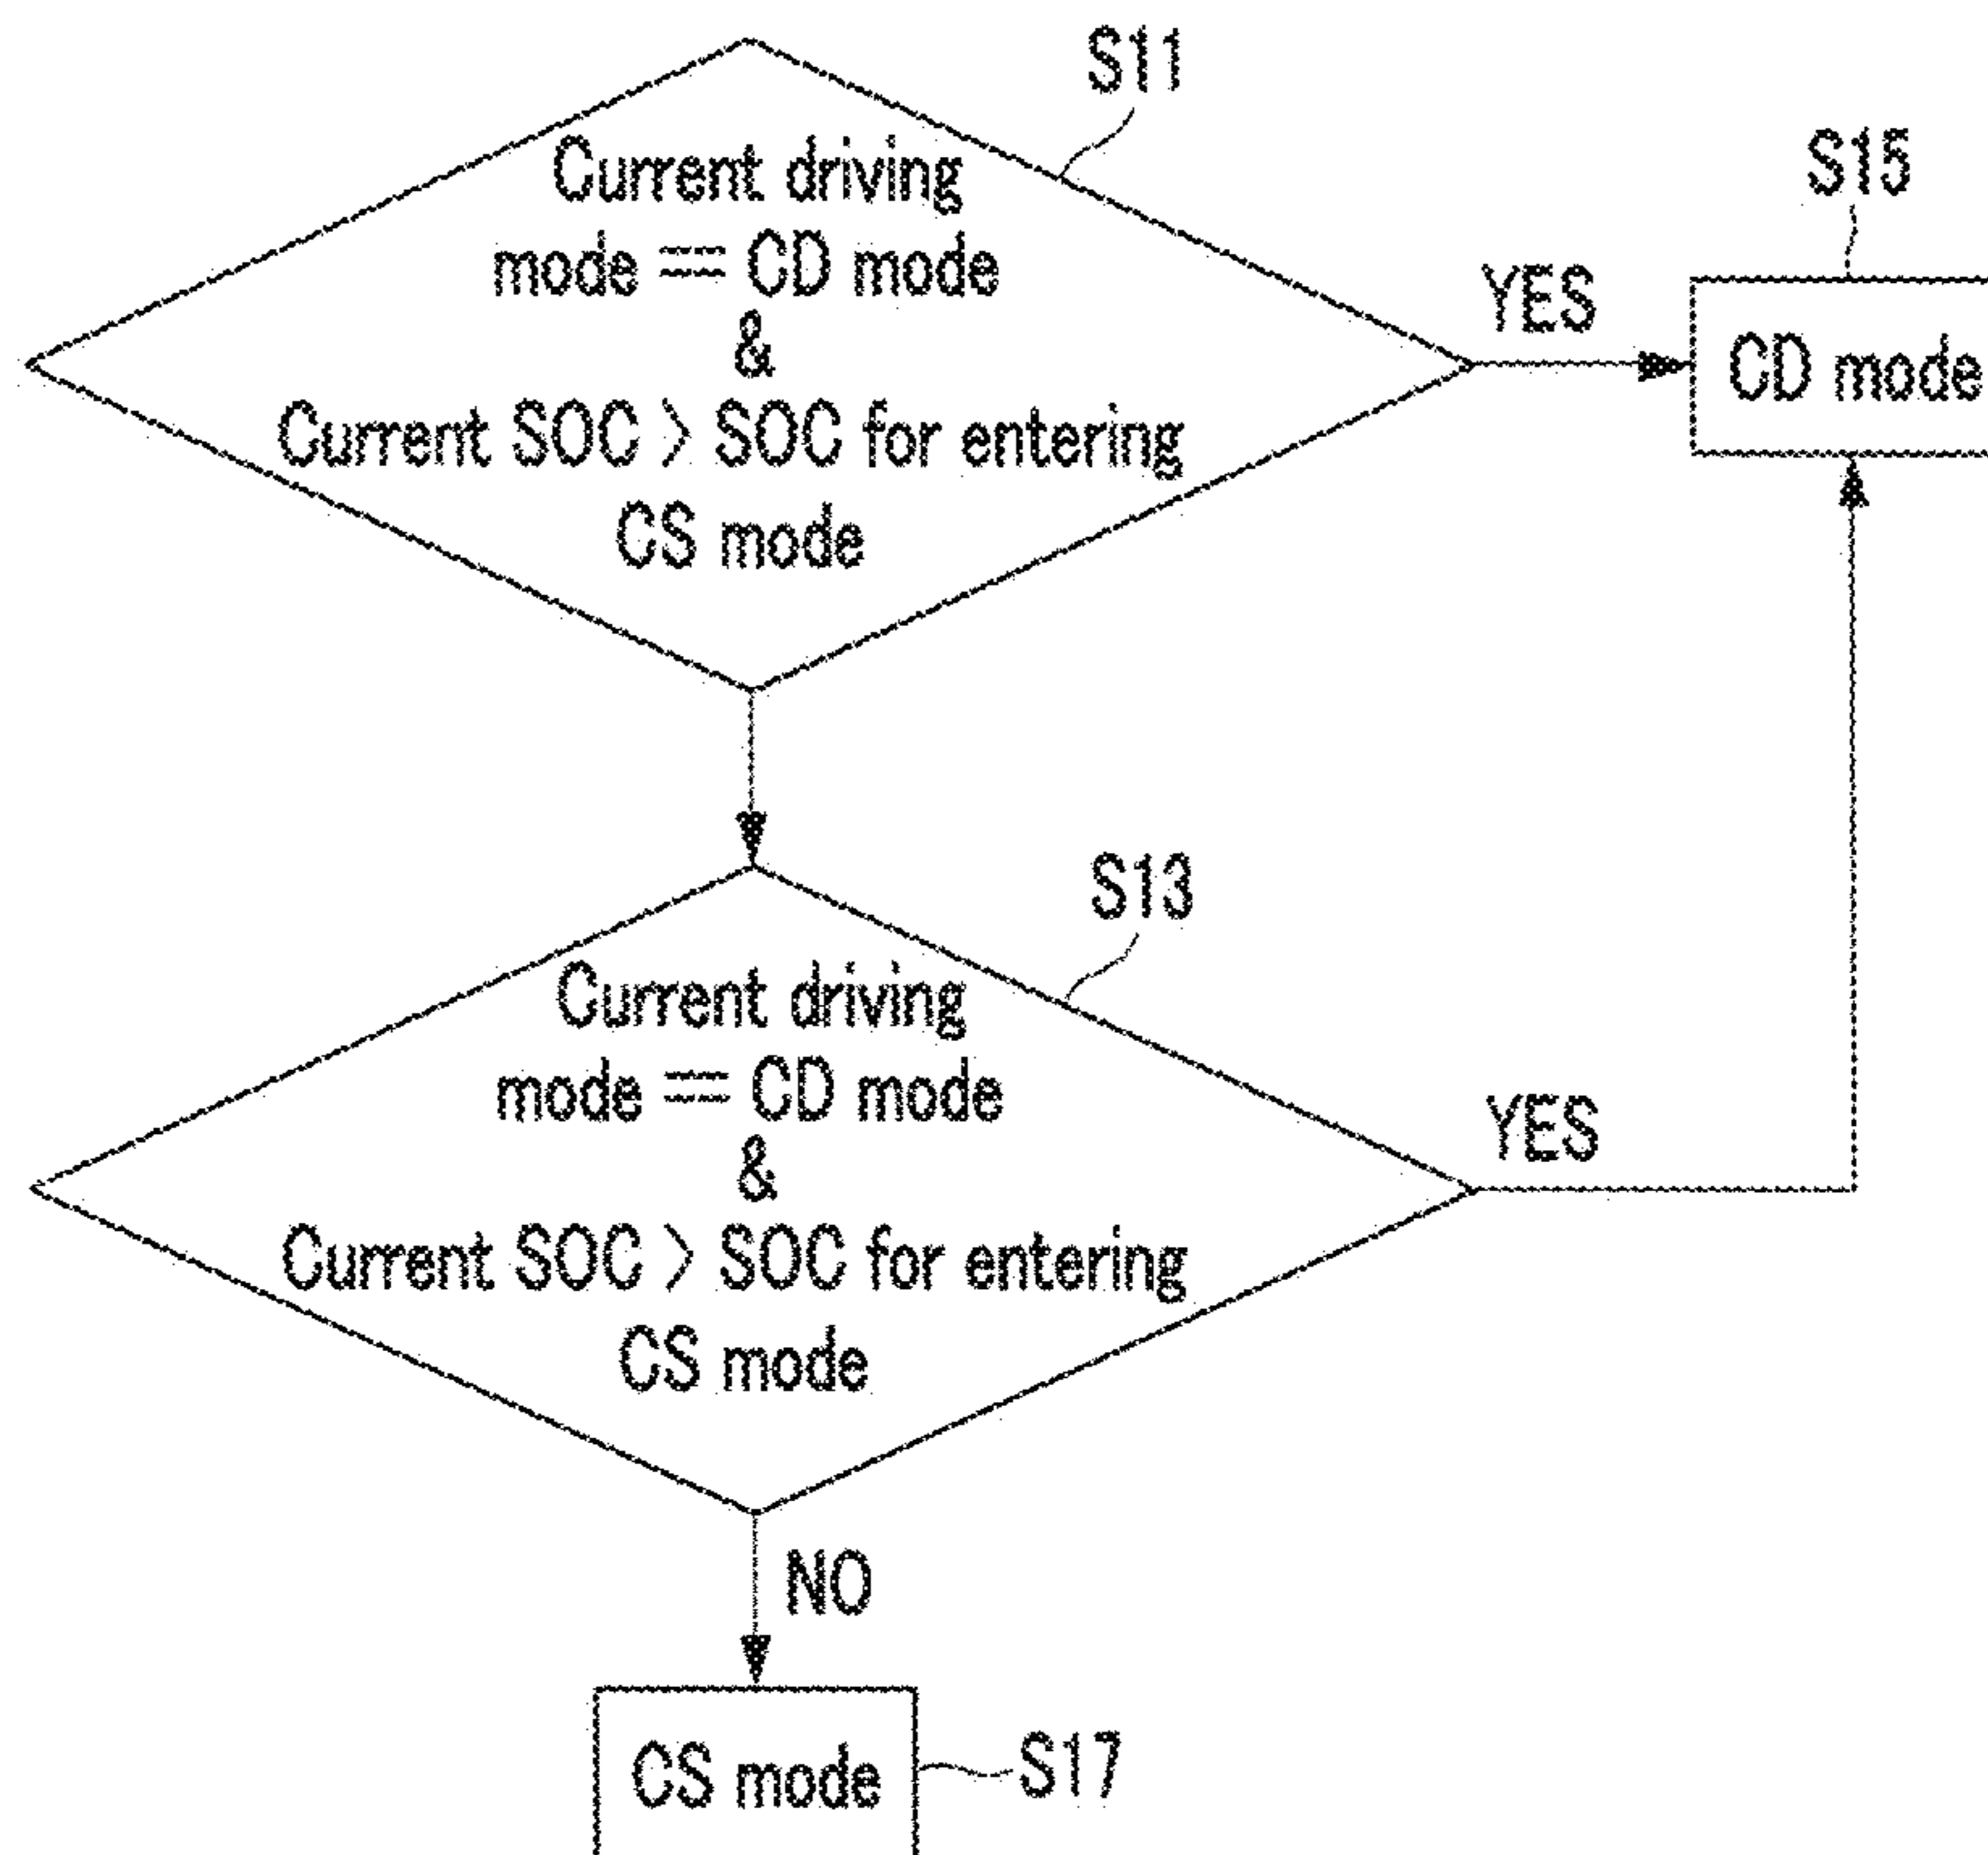 S11
Current driving
mode == CD mode
&
Current SOC > SOC for entering
CS mode
YES
S15
CD mode
S13
Current driving
mode == CD mode
&
Current SOC > SOC for entering
CS mode
YES
NO
CS mode
S17